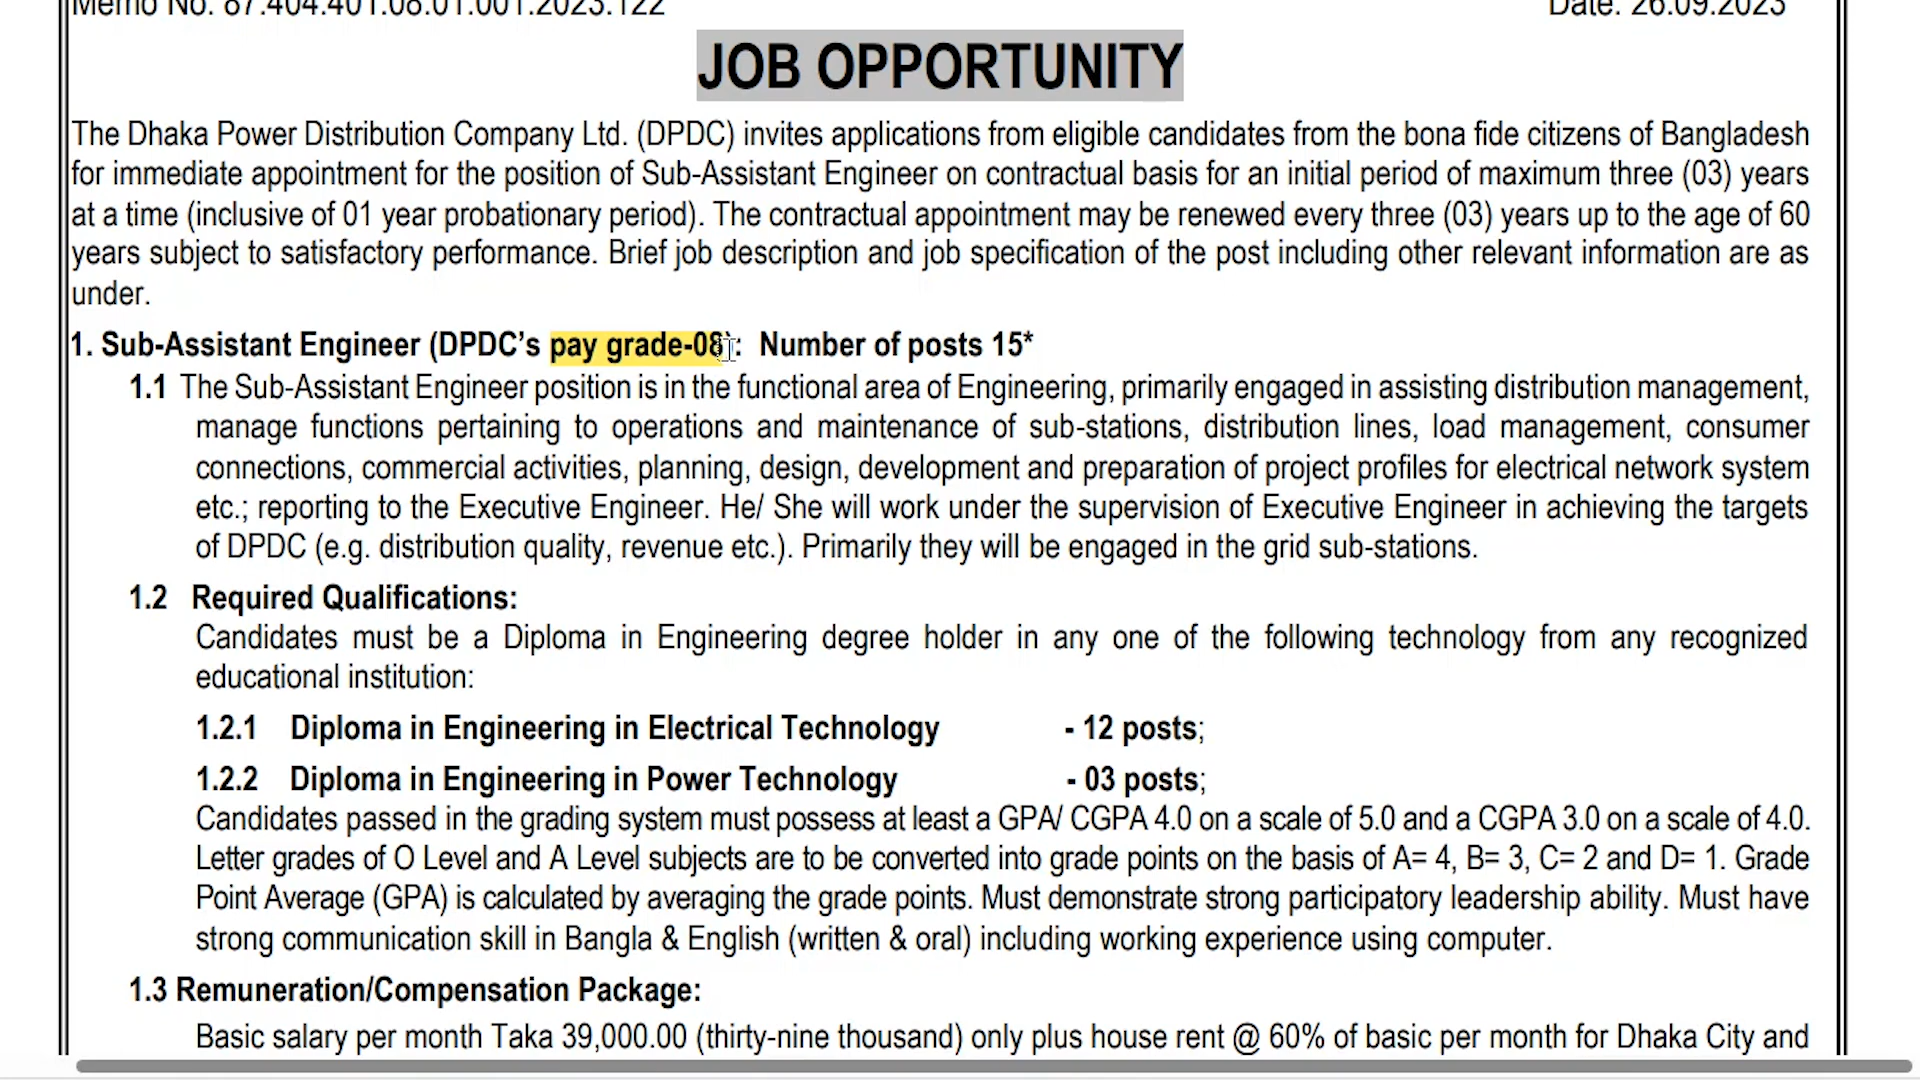 Memo No. 87.404.401.08.01.001.2023.122 Date: 26.09.2023
JOB OPPORTUNITY
The Dhaka Power Distribution Company Ltd. (DPDC) invites applications from eligible candidates from the bona fide citizens of Bangladesh
for immediate appointment for the position of Sub-Assistant Engineer on contractual basis for an initial period of maximum three (03) years
at a time (inclusive of 01 year probationary period). The contractual appointment may be renewed every three (03) years up to the age of 60
years subject to satisfactory performance. Brief job description and job specification of the post including other relevant information are as
under.
1. Sub-Assistant Engineer (DPDC’s pay grade-08): Number of posts 15*
1.1 The Sub-Assistant Engineer position is in the functional area of Engineering, primarily engaged in assisting distribution management,
manage functions pertaining to operations and maintenance of sub-stations, distribution lines, load management, consumer
connections, commercial activities, planning, design, development and preparation of project profiles for electrical network system
etc.; reporting to the Executive Engineer. He/ She will work under the supervision of Executive Engineer in achieving the targets
of DPDC (e.g. distribution quality, revenue etc.). Primarily they will be engaged in the grid sub-stations.
1.2 Required Qualifications:
Candidates must be a Diploma in Engineering degree holder in any one of the following technology from any recognized
educational institution:
1.2.1 Diploma in Engineering in Electrical Technology - 12 posts;
1.2.2 Diploma in Engineering in Power Technology - 03 posts;
Candidates passed in the grading system must possess at least a GPA/ CGPA 4.0 on a scale of 5.0 and a CGPA 3.0 on a scale of 4.0.
Letter grades of O Level and A Level subjects are to be converted into grade points on the basis of A= 4, B= 3, C= 2 and D= 1. Grade
Point Average (GPA) is calculated by averaging the grade points. Must demonstrate strong participatory leadership ability. Must have
strong communication skill in Bangla & English (written & oral) including working experience using computer.
1.3 Remuneration/Compensation Package:
Basic salary per month Taka 39,000.00 (thirty-nine thousand) only plus house rent @ 60% of basic per month for Dhaka City and